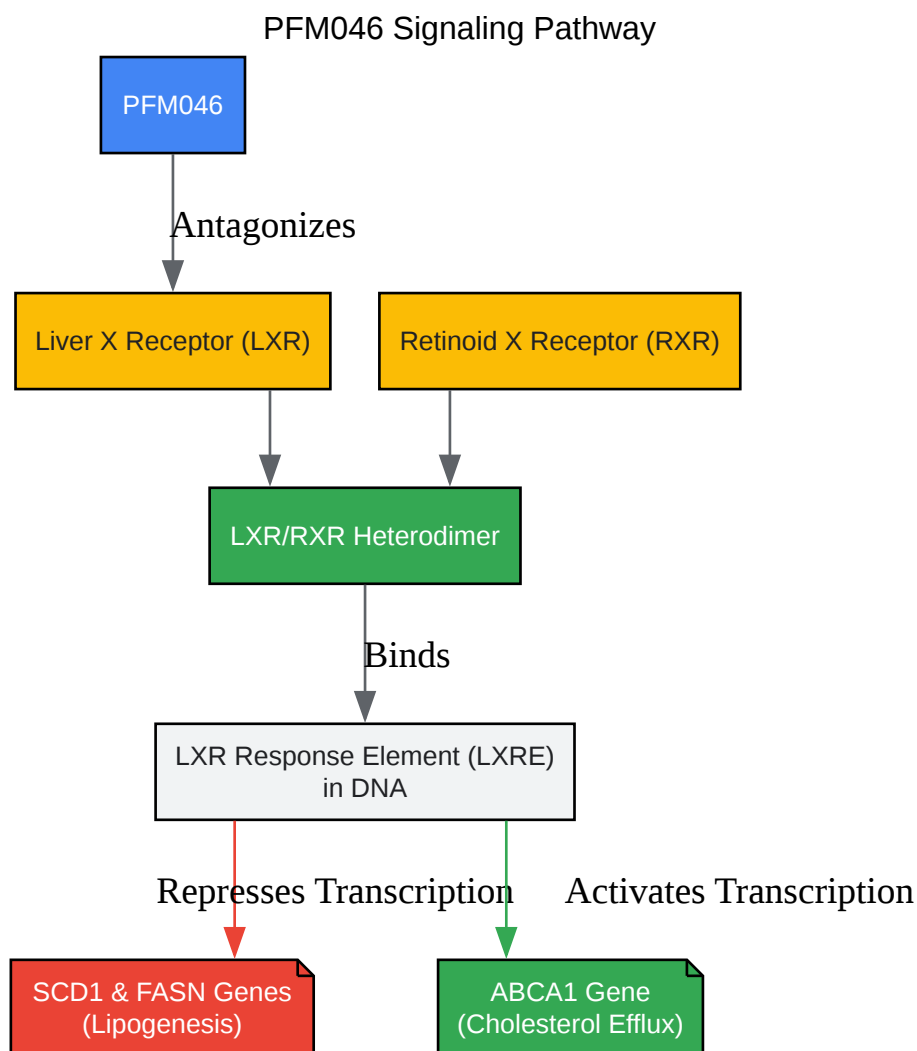 PFM046 Signaling Pathway
PFM046
Antagonizes
Liver X Receptor (LXR)
Retinoid X Receptor (RXR)
LXR/RXR Heterodimer
Binds
LXR Response Element (LXRE)
in DNA
Represses Transcription
Activates Transcription
SCD1 & FASN Genes
(Lipogenesis)
ABCA1 Gene
(Cholesterol Efflux)